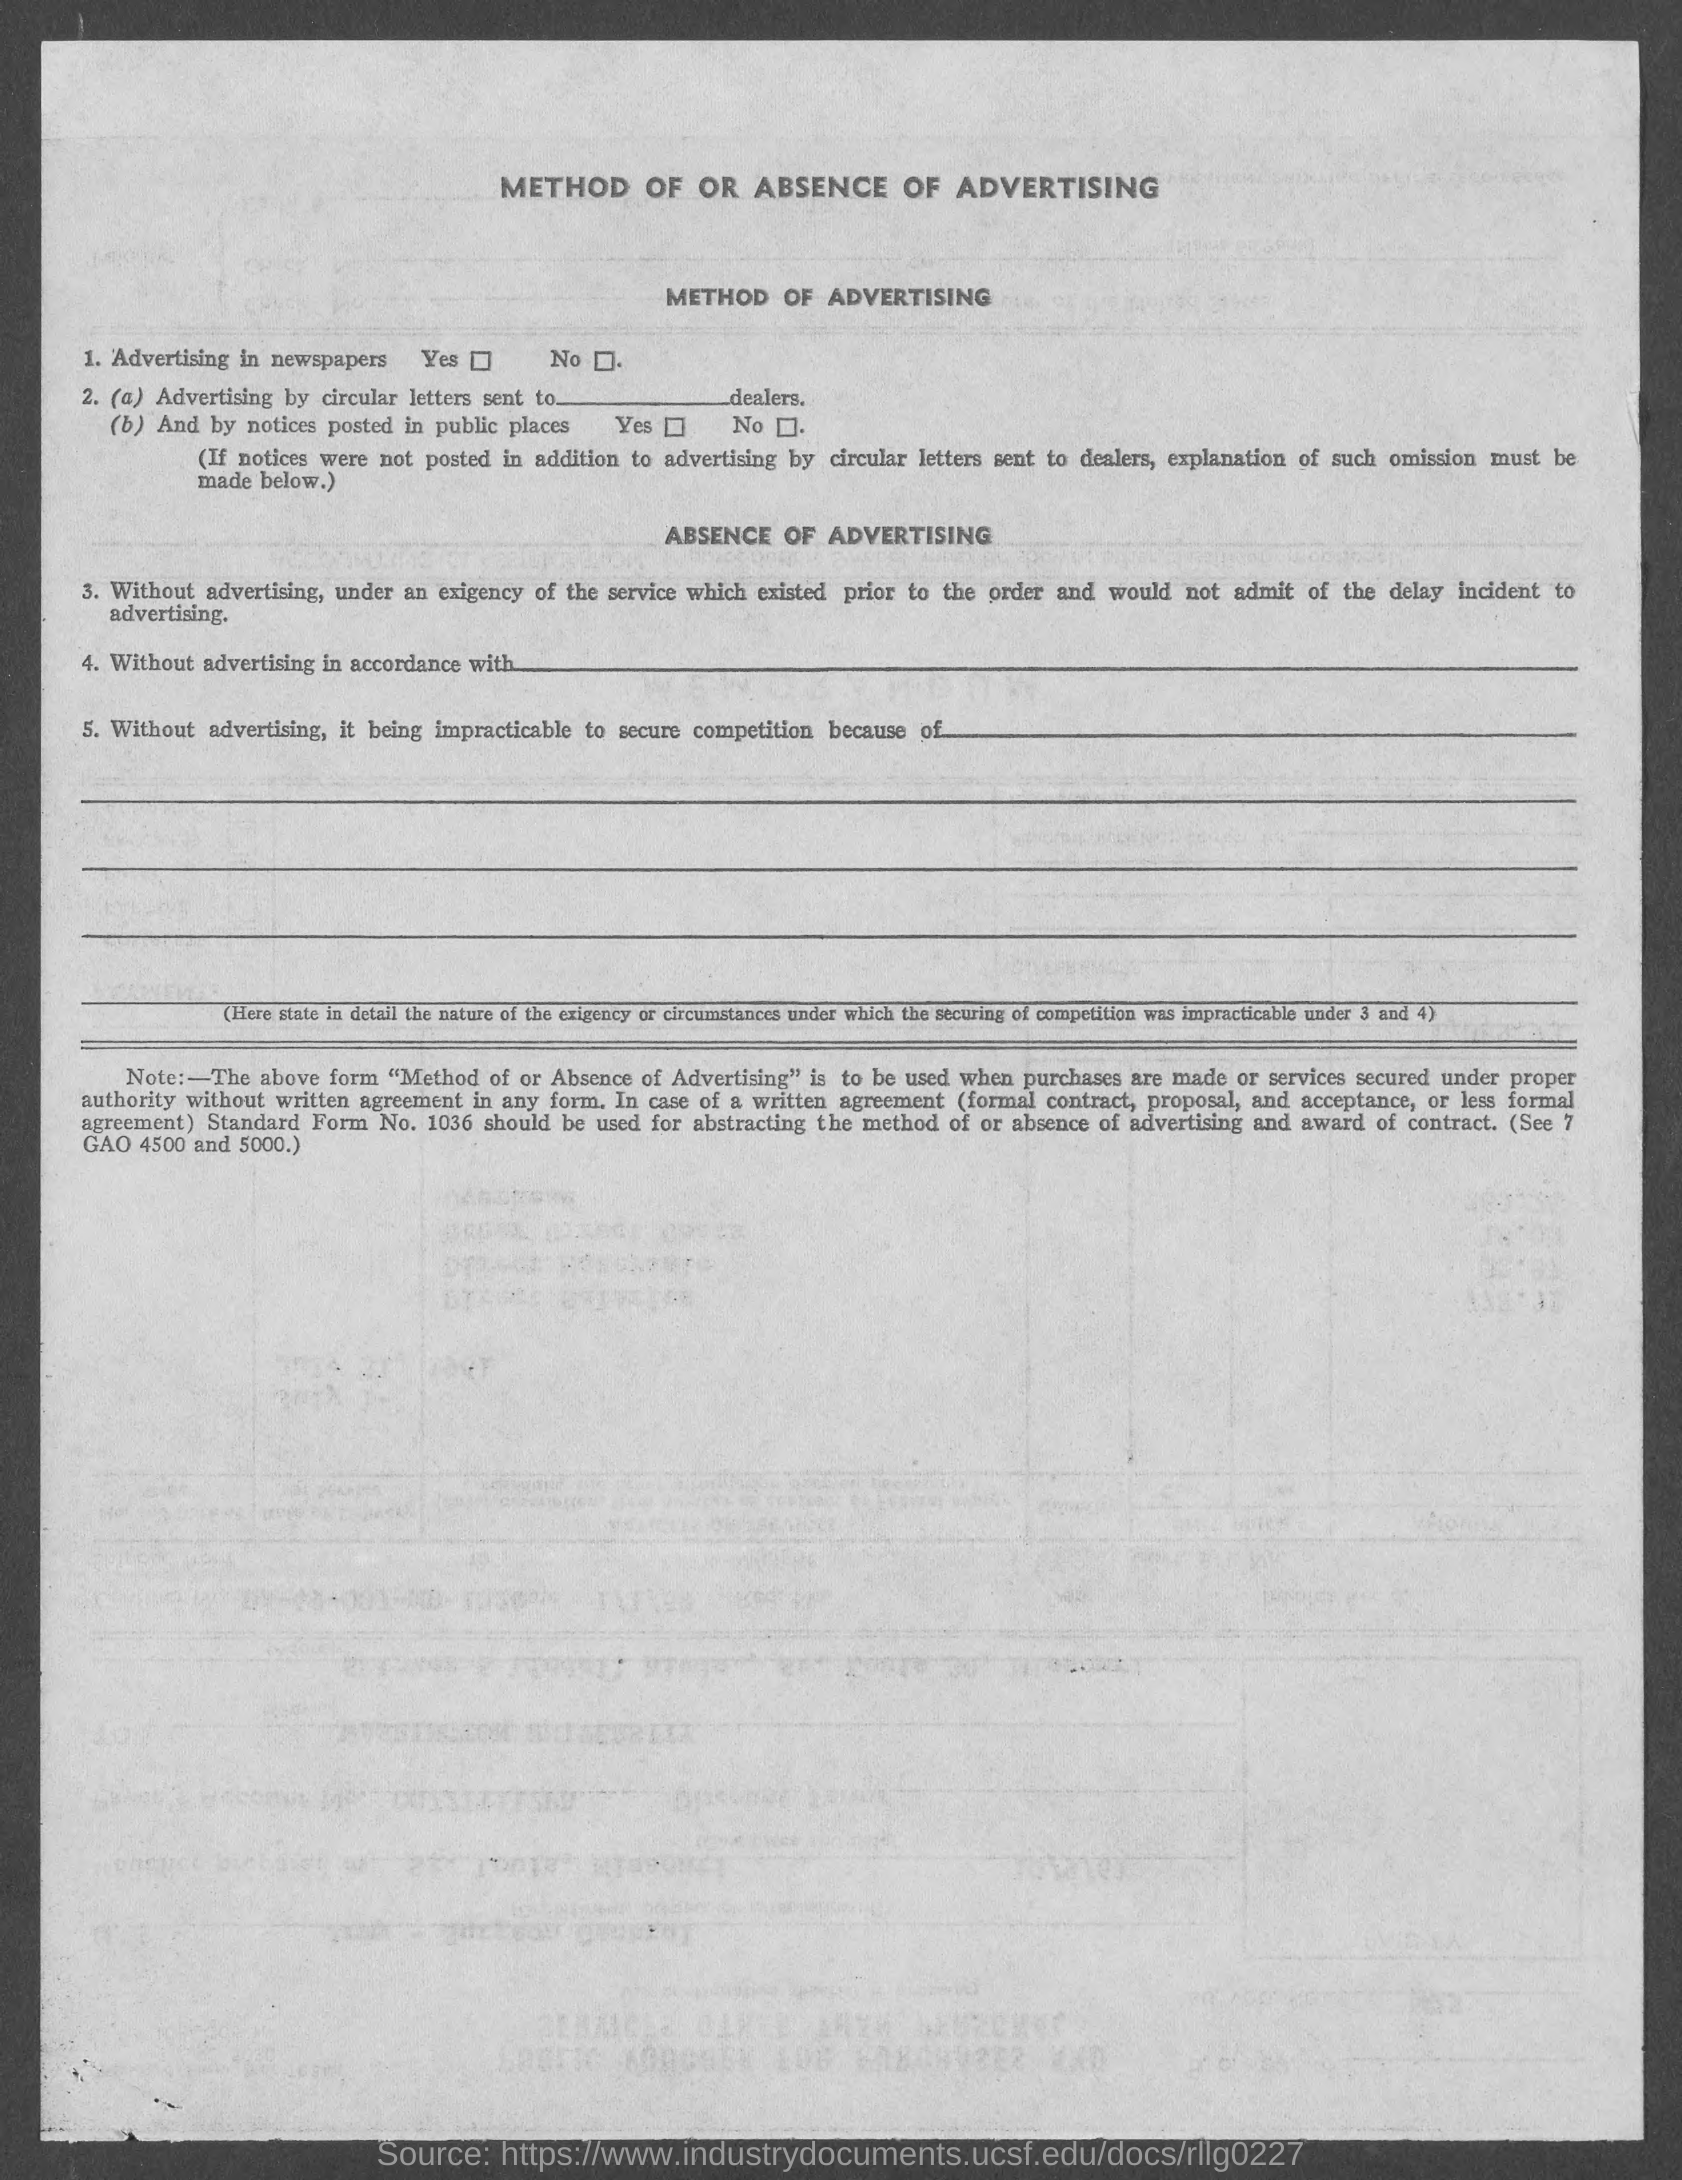 METHOD OF OR ABSENCE OF ADVERTISING
METHOD OF ADVERTISING
1. Advertising in newspapers Yes ☐ No ☐.
2. (a) Advertising by circular letters sent to____________dealers.
(b) And by notices posted in public places Yes ☐ No ☐.
(If notices were not posted in addition to advertising by circular letters sent to dealers, explanation of such omission must be
made below.)
ABSENCE OF ADVERTISING
3. Without advertising, under an exigency of the service which existed prior to the order and would not admit of the delay incident to
advertising.
4. Without advertising in accordance with
5. Without advertising, it being impracticable to secure competition because of
(Here state in detail the nature of the exigency or circumstances under which the securing of competition was impracticable under 3 and 4)
Note:—The above form “Method of or Absence of Advertising” is to be used when purchases are made or services secured under proper
authority without written agreement in any form. In case of a written agreement (formal contract, proposal, and acceptance, or less formal
agreement) Standard Form No. 1036 should be used for abstracting the method of or absence of advertising and award of contract. (See 7
GAO 4500 and 5000.)
Source: https://www.industrydocuments.ucsf.edu/docs/rllg0227